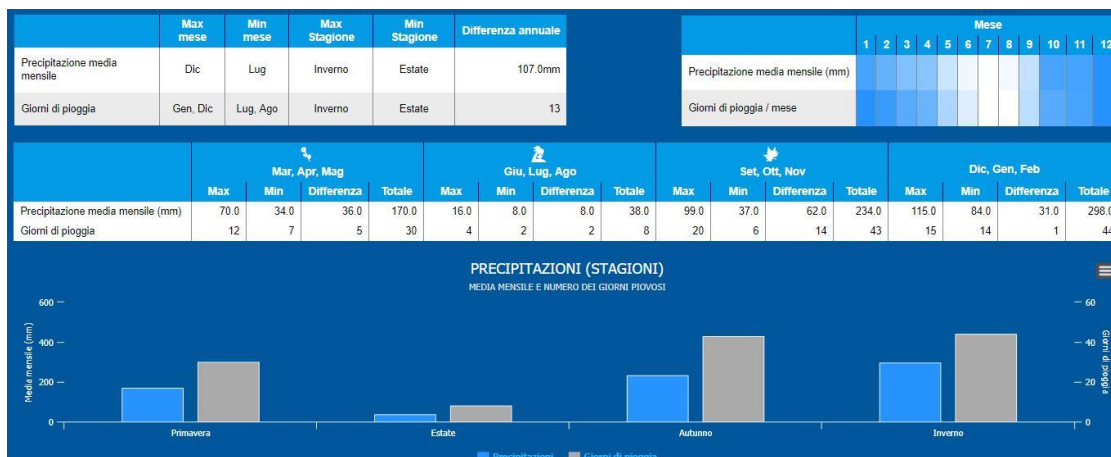 Max mese Min mese Max Stagione Min Stagione Differenza annuale
Precipitazione media mensile Dic Lug Inverno Estate 107.0mm
Giorni di pioggia Gen, Dic Lug, Ago Inverno Estate 13
Mese
1 2 3 4 5 6 7 8 9 10 11 12
Precipitazione media mensile (mm)
Giorni di pioggia / mese
Mar, Apr, Mag Giu, Lug, Ago Set, Ott, Nov Dic, Gen, Feb
Max Min Differenza Totale Max Min Differenza Totale Max Min Differenza Totale Max Min Differenza Totale
Precipitazione media mensile (mm) 70.0 34.0 36.0 170.0 16.0 8.0 8.0 38.0 99.0 37.0 62.0 234.0 115.0 84.0 31.0 298.0
Giorni di pioggia 12 7 5 30 4 2 2 8 20 6 14 43 15 14 1 44
PRECIPITAZIONI (STAGIONI)
MEDIA MENSILE E NUMERO DEI GIORNI PIOVOSI
Media mensile (mm)
600
400
200
0
60
40
20
0
Giorni di pioggia
Primavera Estate Autunno Inverno
Precipitazioni Giorni di pioggia